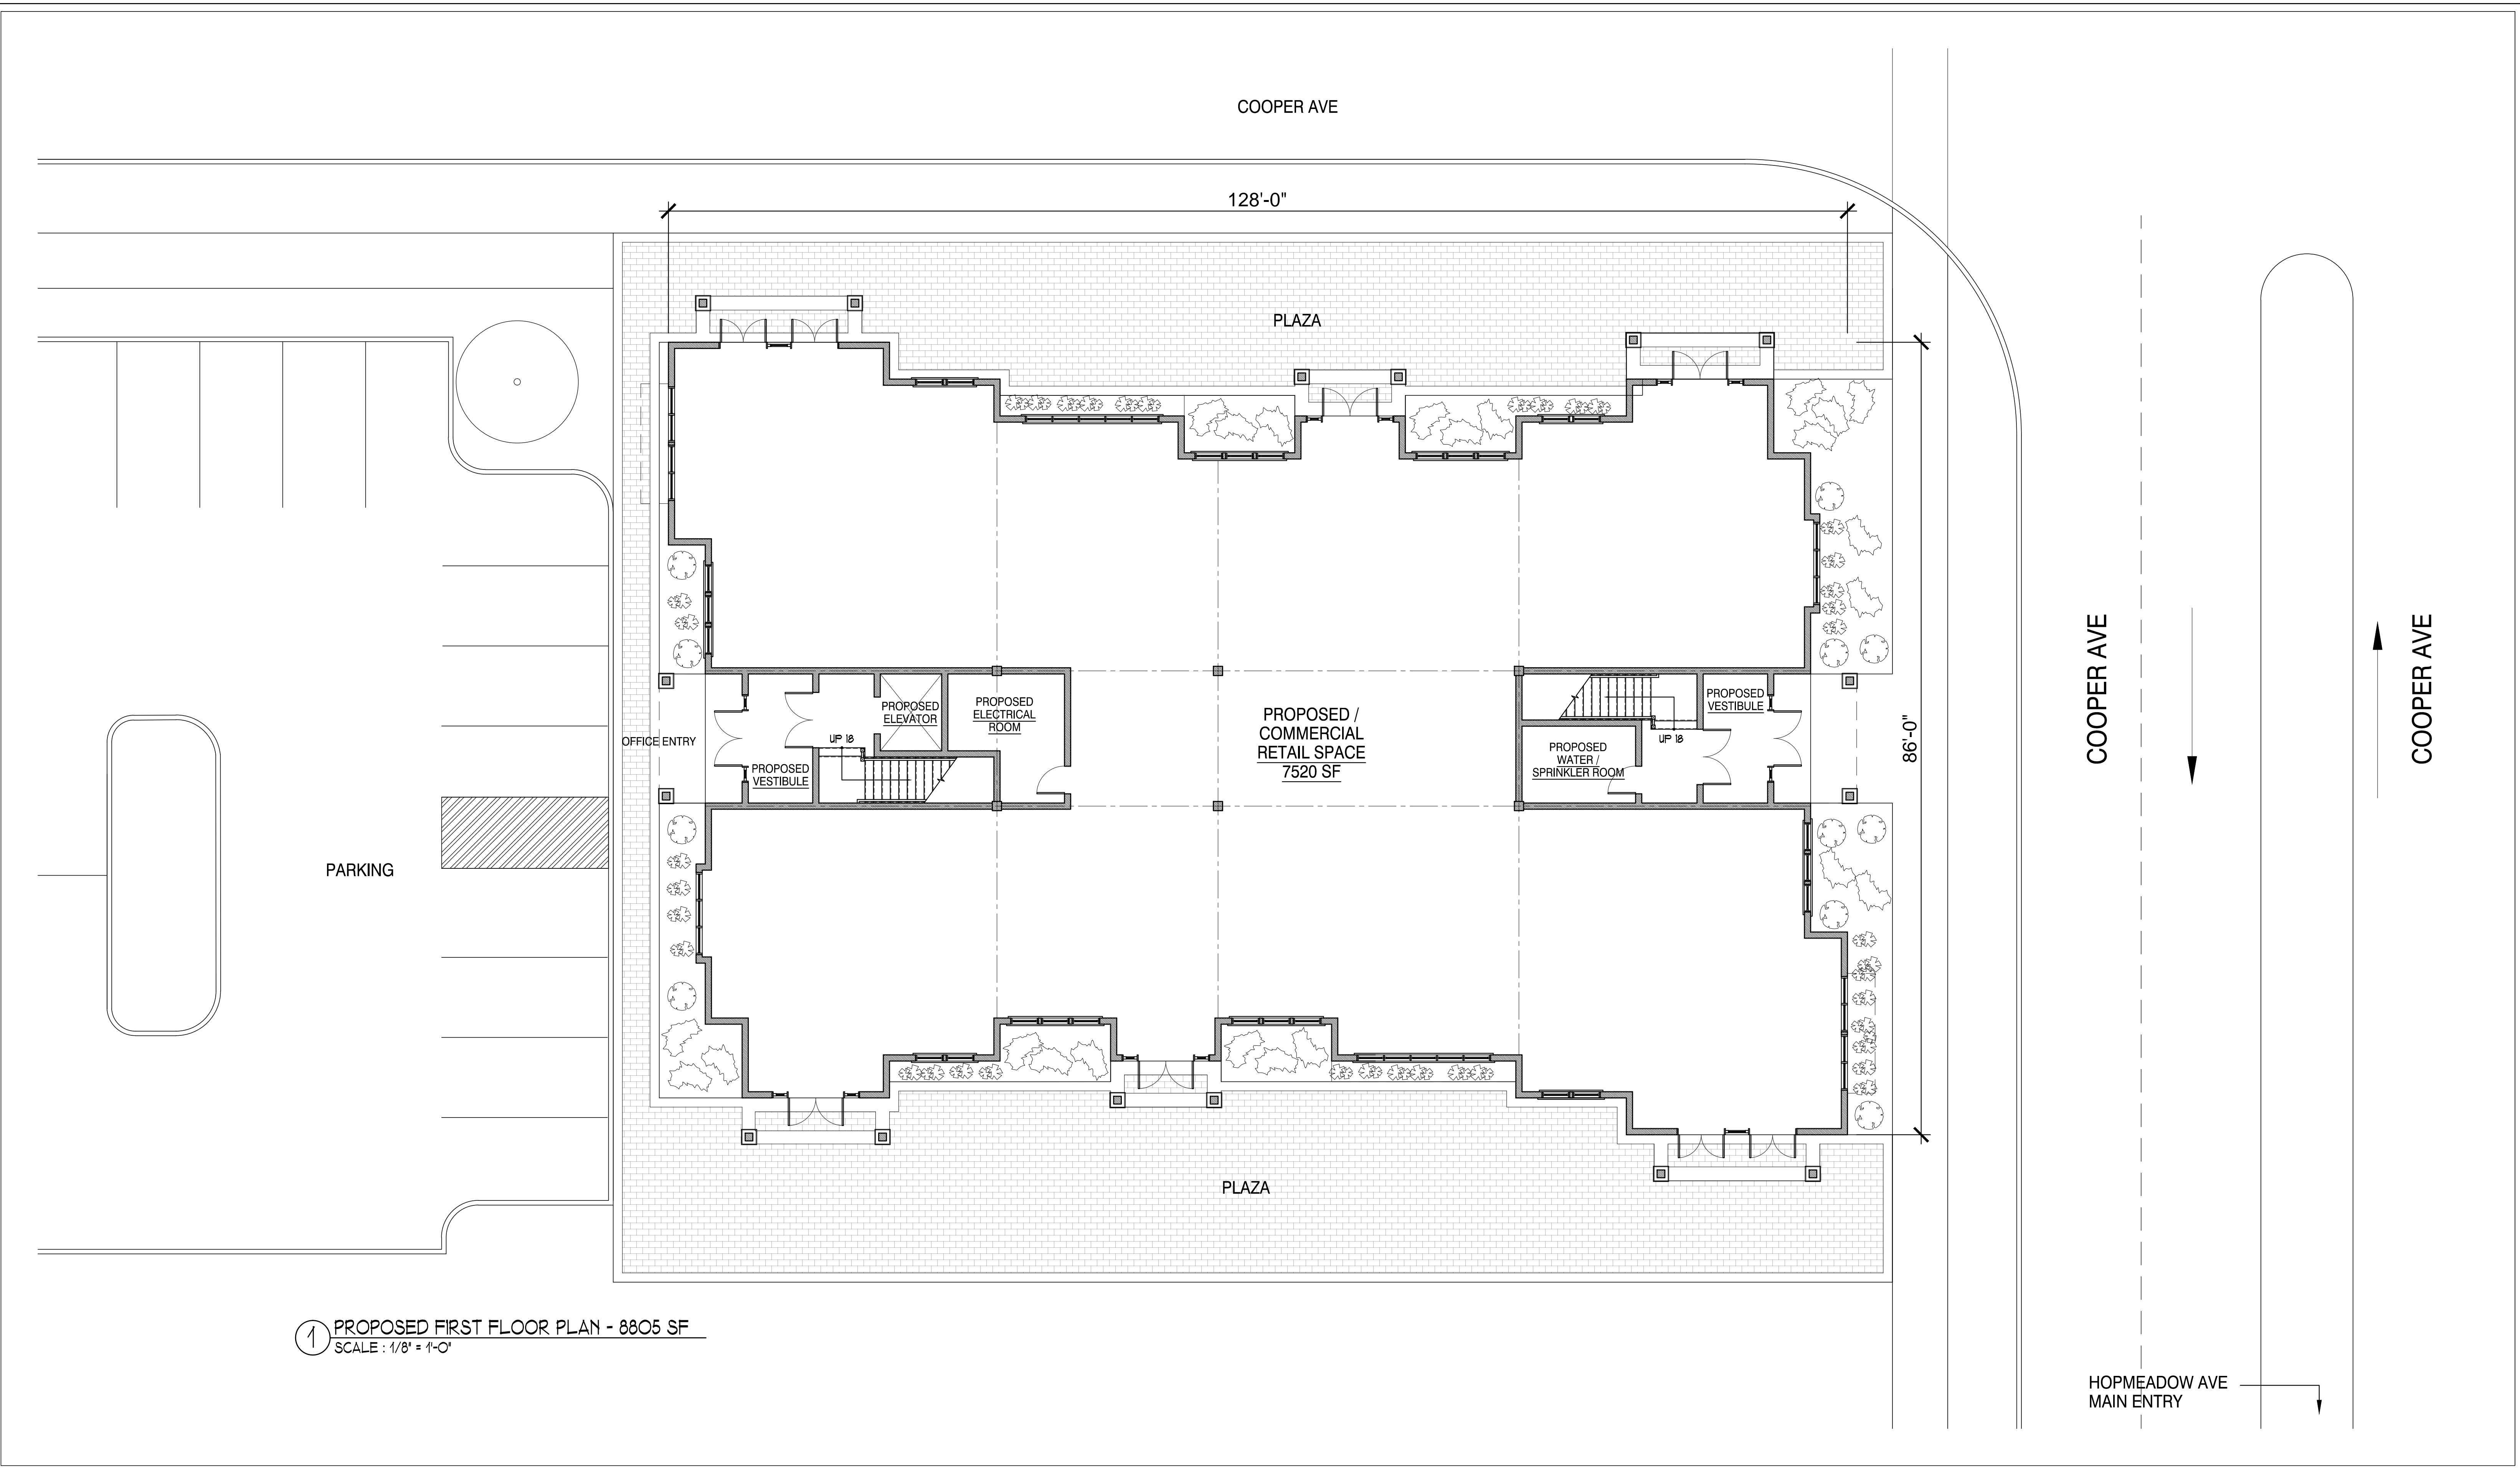 COOPER AVE
128'-0"
PLAZA
PROPOSED
ELEVATOR
PROPOSED
ELECTRICAL
ROOM
OFFICE ENTRY
UP 18
PROPOSED
VESTIBULE
PROPOSED /
COMMERCIAL
RETAIL SPACE
7520 SF
PROPOSED
VESTIBULE
UP 18
PROPOSED
WATER /
SPRINKLER ROOM
86'-0"
COOPER AVE
COOPER AVE
PARKING
PLAZA
1
PROPOSED FIRST FLOOR PLAN - 8805 SF
SCALE : 1/8" = 1'-0"
HOPMEADOW AVE
MAIN ENTRY